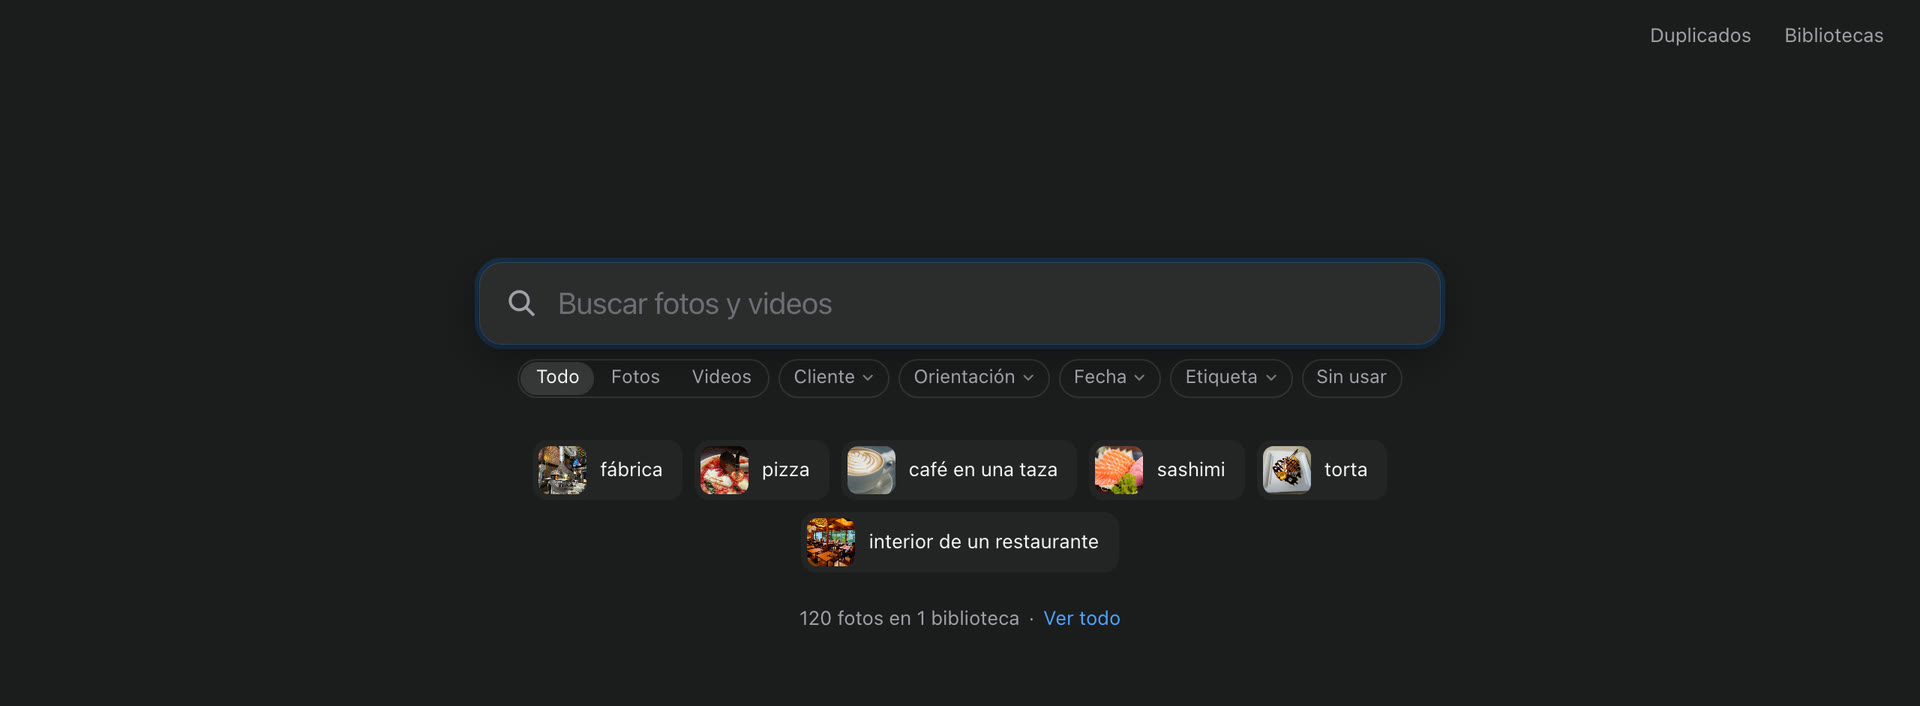 Duplicados Bibliotecas
Buscar fotos y videos
Todo Fotos Videos Cliente Orientación Fecha Etiqueta Sin usar
fábrica pizza café en una taza sashimi torta
interior de un restaurante
120 fotos en 1 biblioteca · Ver todo